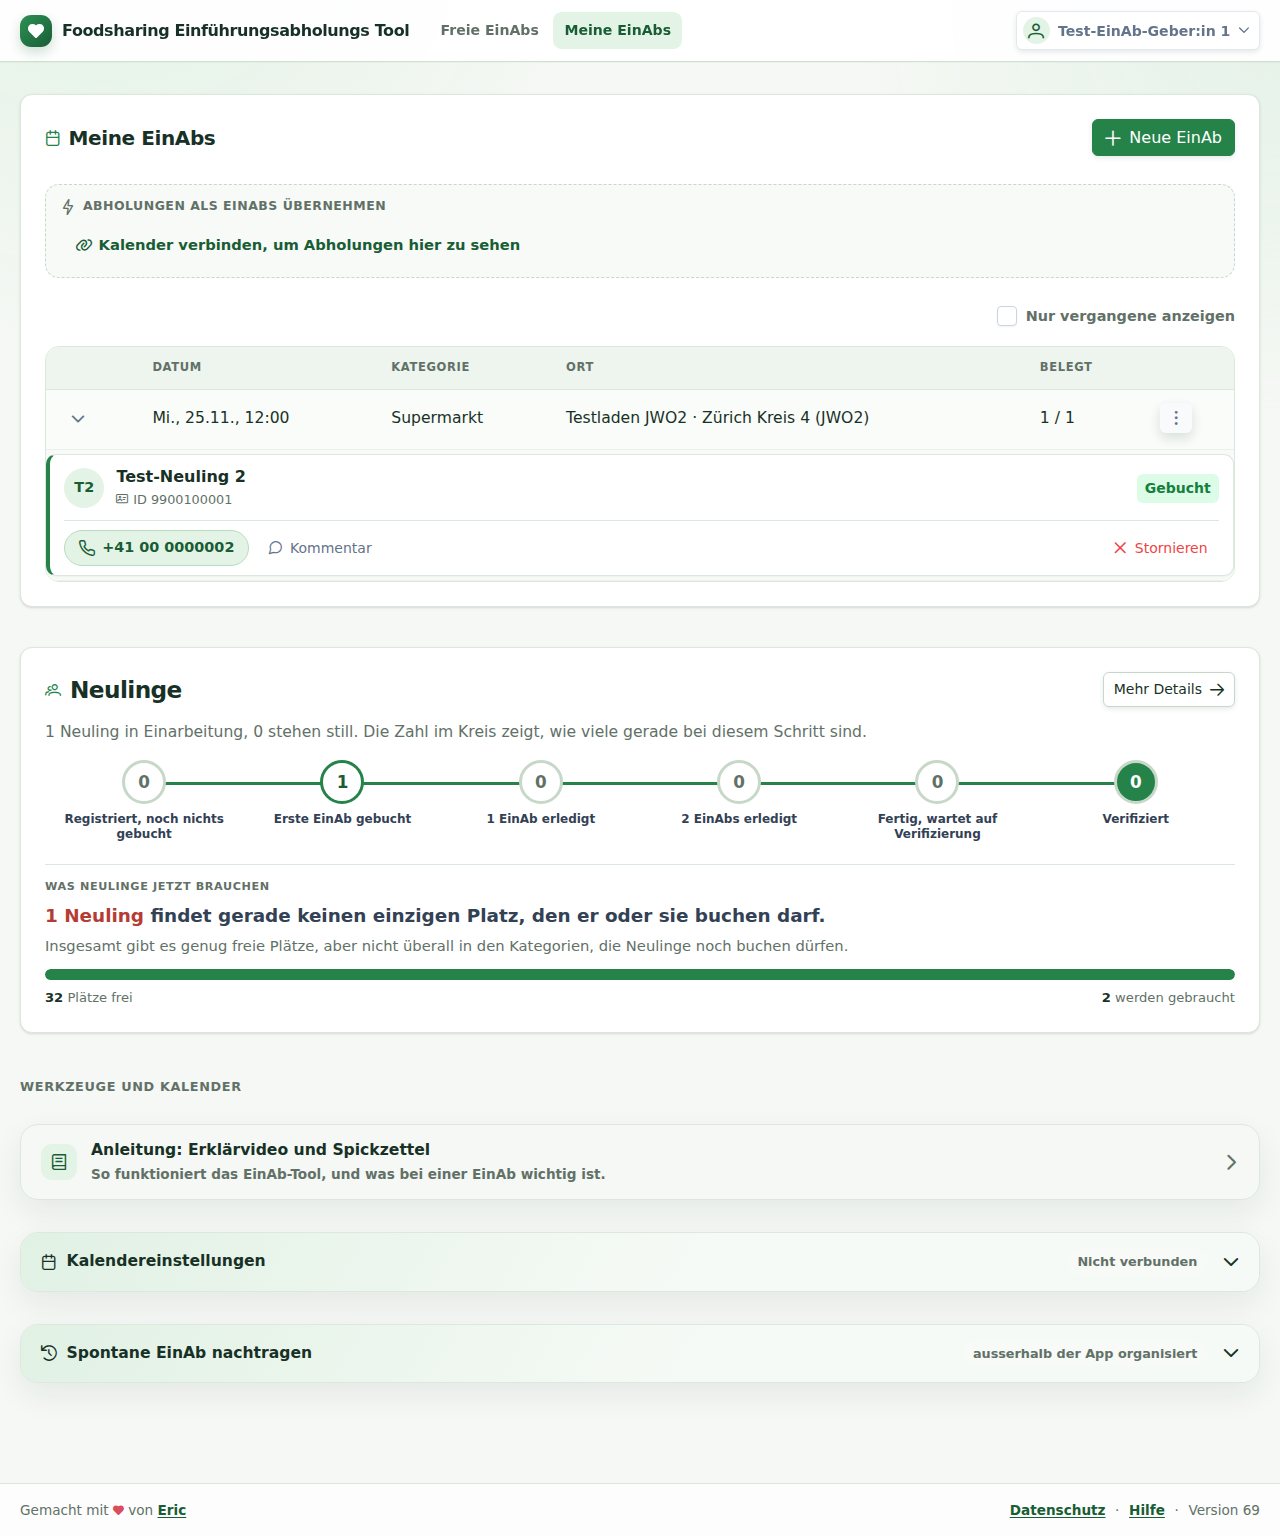 Foodsharing Einführungsabholungs Tool
Freie EinAbs
Meine EinAbs
Test-EinAb-Geber:in 1
Meine EinAbs
Neue EinAb
ABHOLUNGEN ALS EINABS ÜBERNEHMEN
Kalender verbinden, um Abholungen hier zu sehen
Nur vergangene anzeigen
DATUM KATEGORIE ORT BELEGT
Mi., 25.11., 12:00 Supermarkt Testladen JWO2 · Zürich Kreis 4 (JWO2) 1 / 1
T2
Test-Neuling 2
ID 9900100001
Gebucht
+41 00 0000002
Kommentar
Stornieren
Neulinge
Mehr Details
1 Neuling in Einarbeitung, 0 stehen still. Die Zahl im Kreis zeigt, wie viele gerade bei diesem Schritt sind.
0 1 0 0 0 0
Registriert, noch nichts gebucht
Erste EinAb gebucht
1 EinAb erledigt
2 EinAbs erledigt
Fertig, wartet auf Verifizierung
Verifiziert
WAS NEULINGE JETZT BRAUCHEN
1 Neuling findet gerade keinen einzigen Platz, den er oder sie buchen darf.
Insgesamt gibt es genug freie Plätze, aber nicht überall in den Kategorien, die Neulinge noch buchen dürfen.
32 Plätze frei
2 werden gebraucht
WERKZEUGE UND KALENDER
Anleitung: Erklärvideo und Spickzettel
So funktioniert das EinAb-Tool, und was bei einer EinAb wichtig ist.
Kalendereinstellungen
Nicht verbunden
Spontane EinAb nachtragen
ausserhalb der App organisiert
Gemacht mit ♥ von Eric
Datenschutz · Hilfe · Version 69